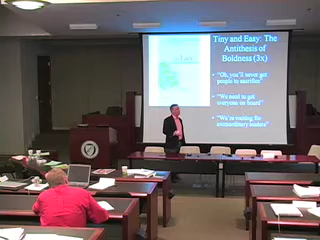 Tiny and Easy: The
Antithesis of
Boldness (3x)
• "Oh, you'll never get
people to sacrifice"
• "We need to get
everyone on board"
• "We're waiting for
extraordinary leaders"